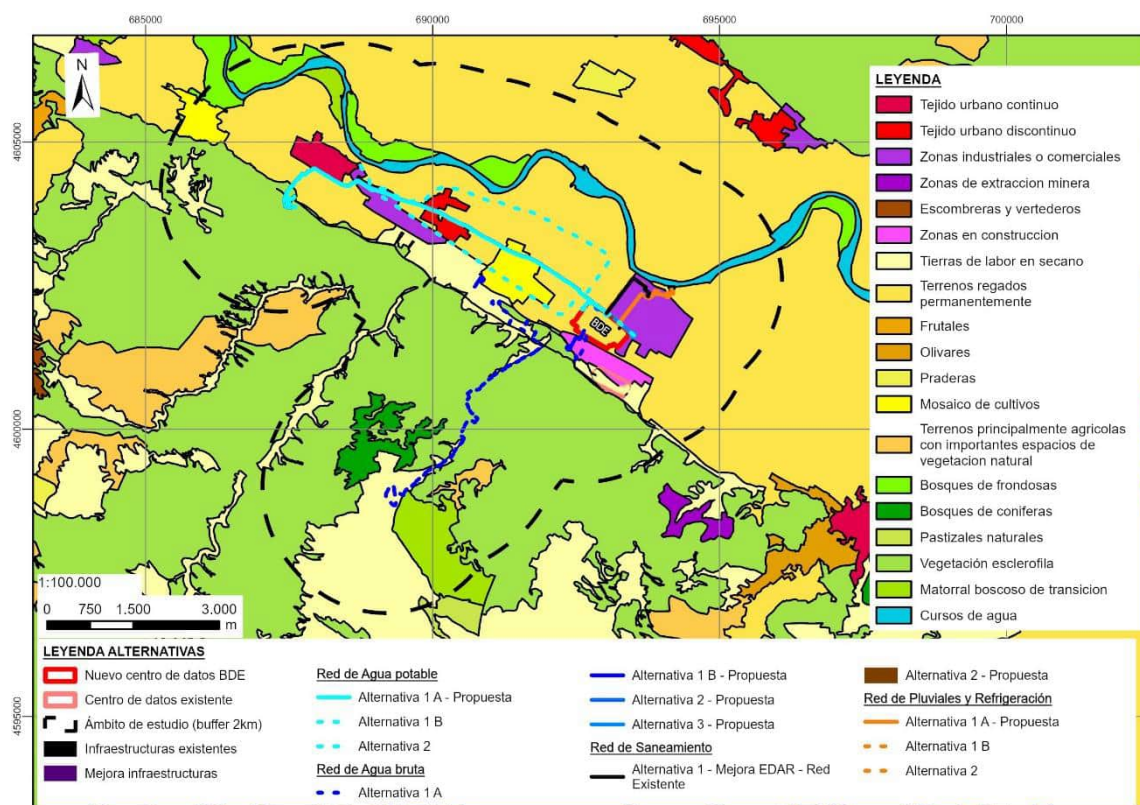 685000
690000
695000
700000
N
4605000
4600000
4595000
BDE
LEYENDA
Tejido urbano continuo
Tejido urbano discontinuo
Zonas industriales o comerciales
Zonas de extraccion minera
Escombreras y vertederos
Zonas en construccion
Tierras de labor en secano
Terrenos regados
permanentemente
Frutales
Olivares
Praderas
Mosaico de cultivos
Terrenos principalmente agricolas
con importantes espacios de
vegetacion natural
Bosques de frondosas
Bosques de coniferas
Pastizales naturales
Vegetación esclerofila
Matorral boscoso de transicion
Cursos de agua
1:100.000
0 750 1.500 3.000
m
LEYENDA ALTERNATIVAS
Nuevo centro de datos BDE
Centro de datos existente
Ámbito de estudio (buffer 2km)
Infraestructuras existentes
Mejora infraestructuras
Red de Agua potable
Alternativa 1 A - Propuesta
Alternativa 1 B
Alternativa 2
Red de Agua bruta
Alternativa 1 A
Alternativa 1 B - Propuesta
Alternativa 2 - Propuesta
Alternativa 3 - Propuesta
Red de Saneamiento
Alternativa 1 - Mejora EDAR - Red
Existente
Alternativa 2 - Propuesta
Red de Pluviales y Refrigeración
Alternativa 1 A - Propuesta
Alternativa 1 B
Alternativa 2